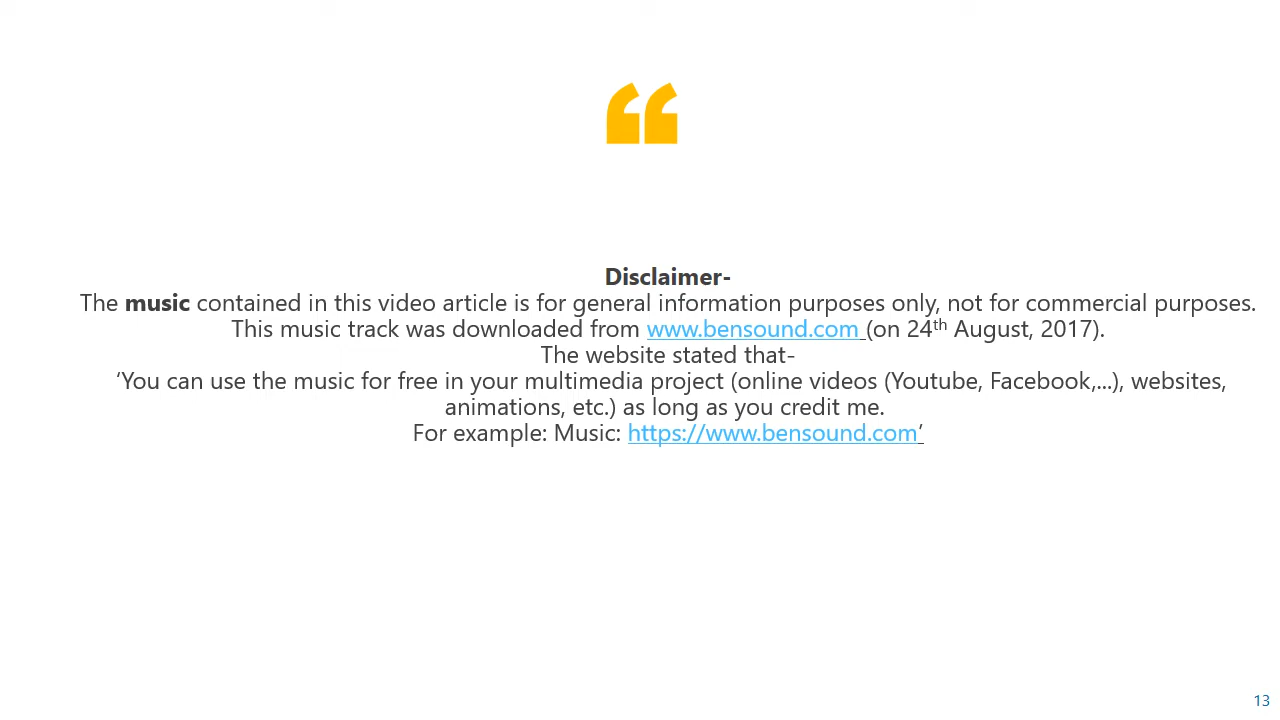 “
Disclaimer-
The music contained in this video article is for general information purposes only, not for commercial purposes.
This music track was downloaded from www.bensound.com (on 24th August, 2017).
The website stated that-
‘You can use the music for free in your multimedia project (online videos (Youtube, Facebook,...), websites,
animations, etc.) as long as you credit me.
For example: Music: https://www.bensound.com’
13